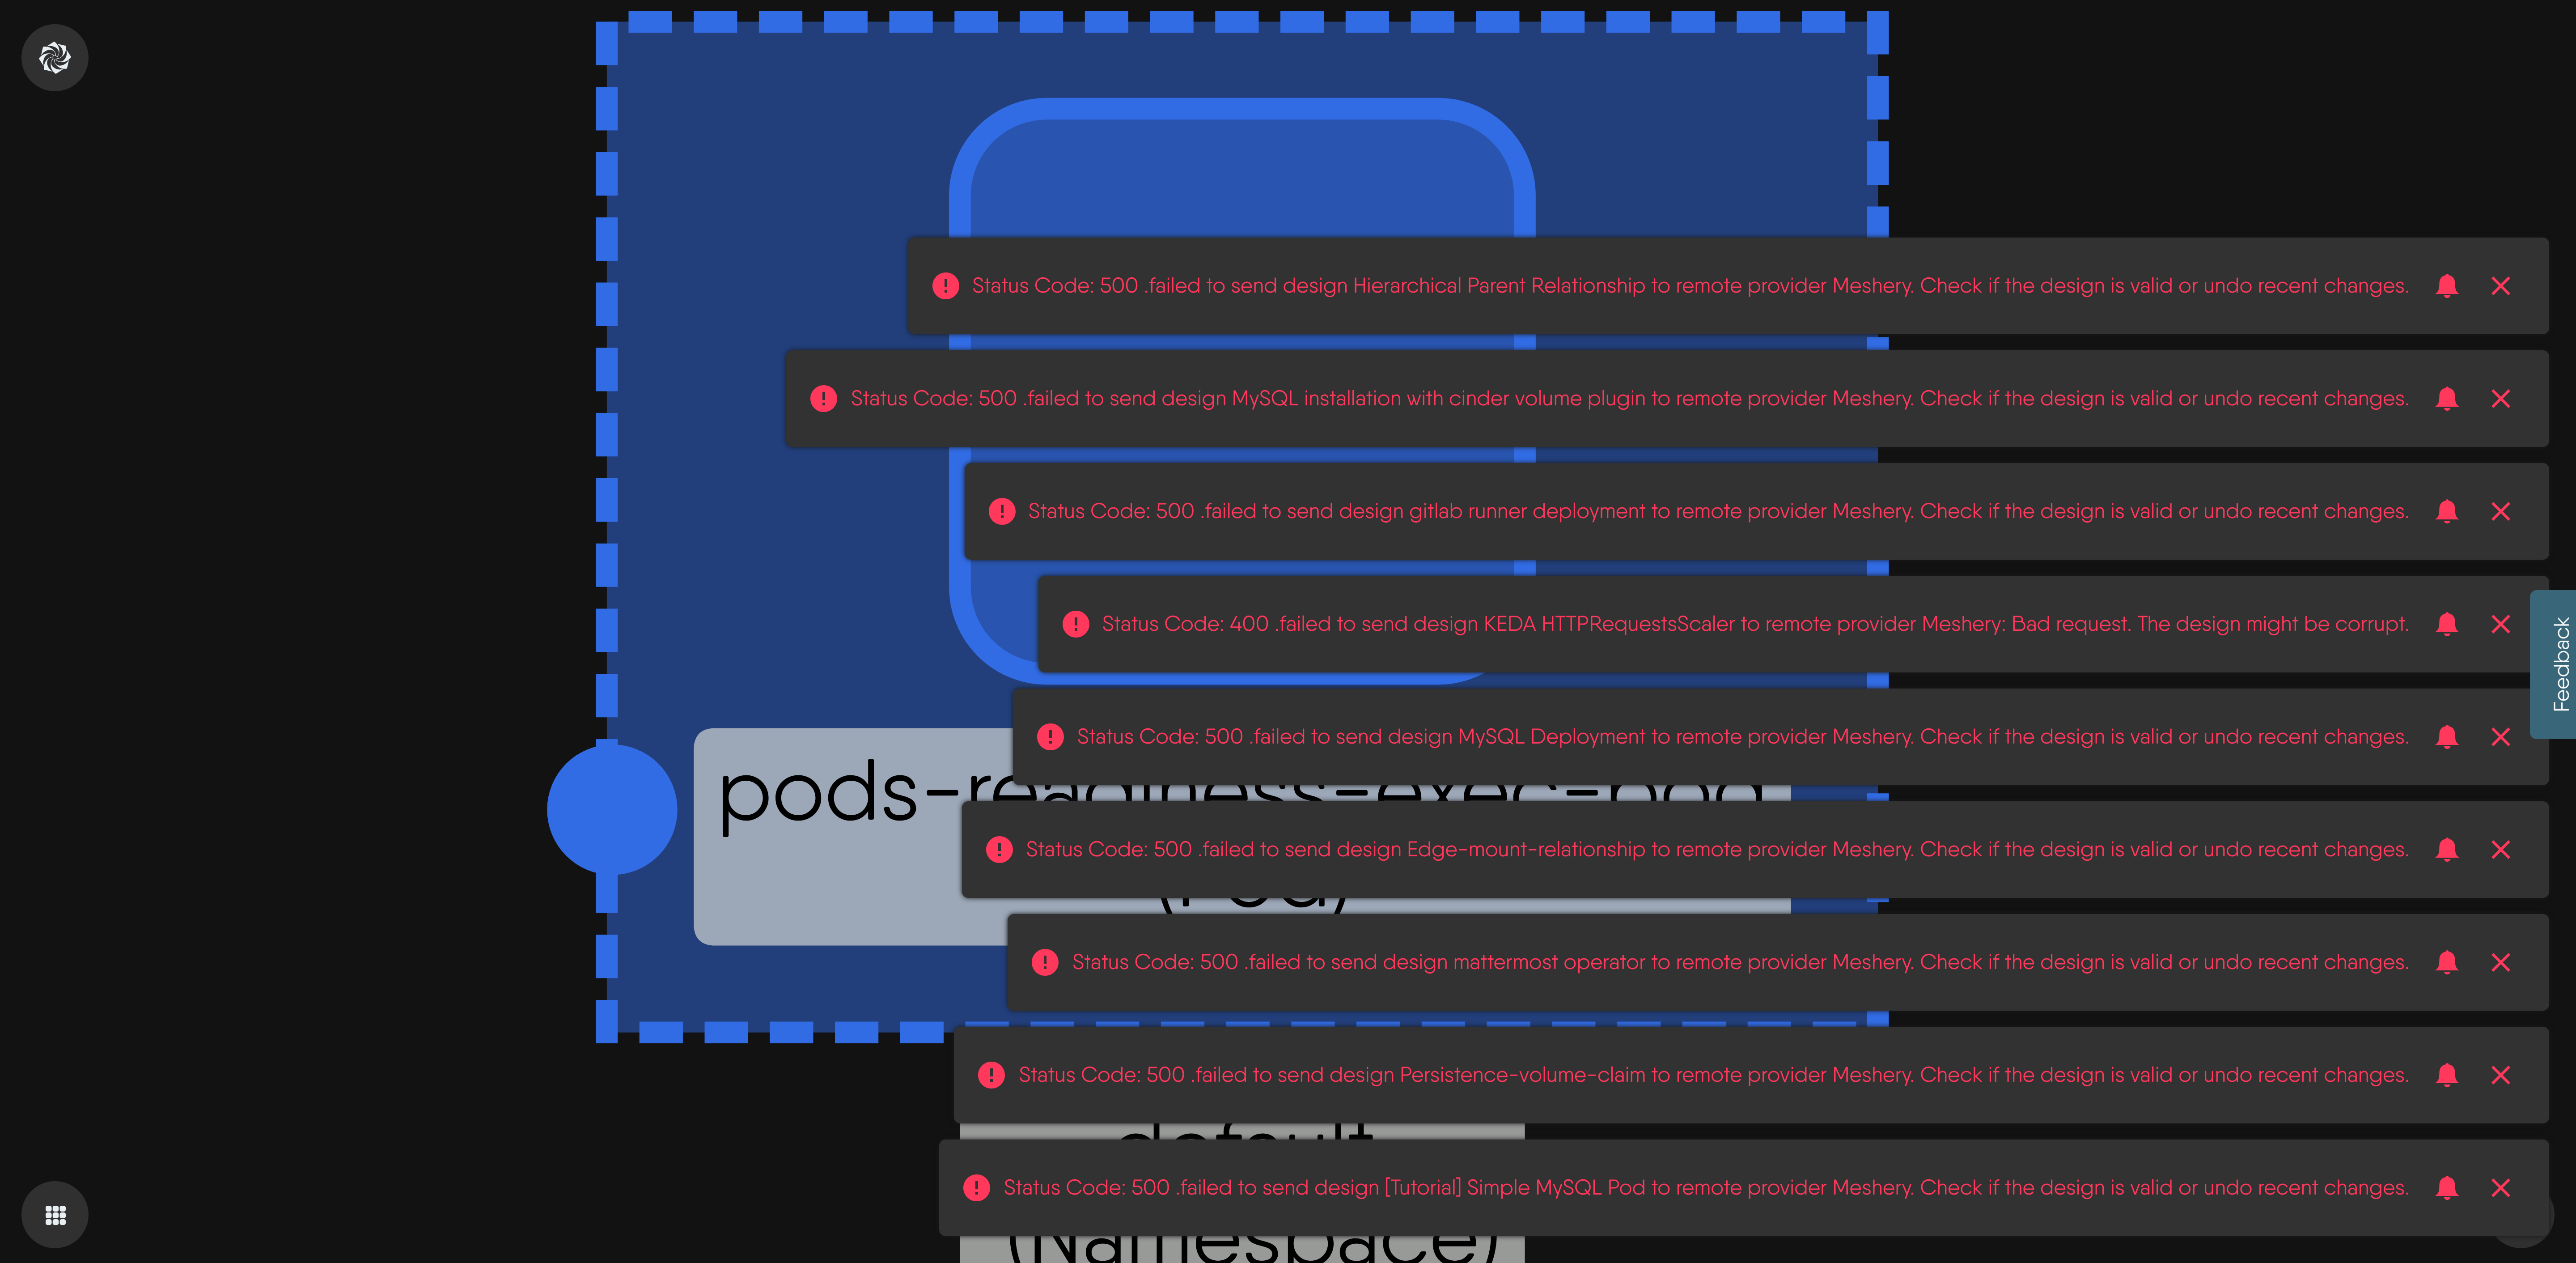 Status Code: 500 .failed to send design Hierarchical Parent Relationship to remote provider Meshery. Check if the design is valid or undo recent changes.
Status Code: 500 .failed to send design MySQL installation with cinder volume plugin to remote provider Meshery. Check if the design is valid or undo recent changes.
Status Code: 500 .failed to send design gitlab runner deployment to remote provider Meshery. Check if the design is valid or undo recent changes.
Status Code: 400 .failed to send design KEDA HTTPRequestsScaler to remote provider Meshery: Bad request. The design might be corrupt.
Feedback
Status Code: 500 .failed to send design MySQL Deployment to remote provider Meshery. Check if the design is valid or undo recent changes.
pods-readiness-exec-pod
Status Code: 500 .failed to send design Edge-mount-relationship to remote provider Meshery. Check if the design is valid or undo recent changes.
(Pod)
Status Code: 500 .failed to send design mattermost operator to remote provider Meshery. Check if the design is valid or undo recent changes.
Status Code: 500 .failed to send design Persistence-volume-claim to remote provider Meshery. Check if the design is valid or undo recent changes.
default
Status Code: 500 .failed to send design [Tutorial] Simple MySQL Pod to remote provider Meshery. Check if the design is valid or undo recent changes.
(Namespace)